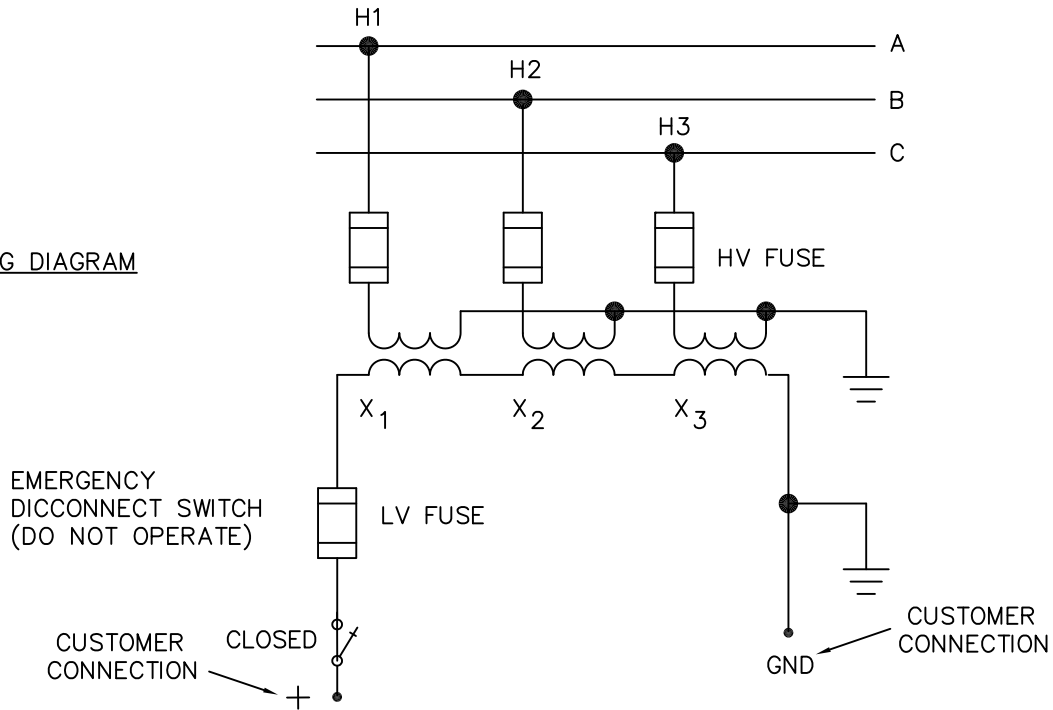 H1
A
H2
B
H3
C
G DIAGRAM
HV FUSE
X1
X2
X3
EMERGENCY
DICCONNECT SWITCH
(DO NOT OPERATE)
LV FUSE
CUSTOMER
CONNECTION
CLOSED
+
GND
CUSTOMER
CONNECTION